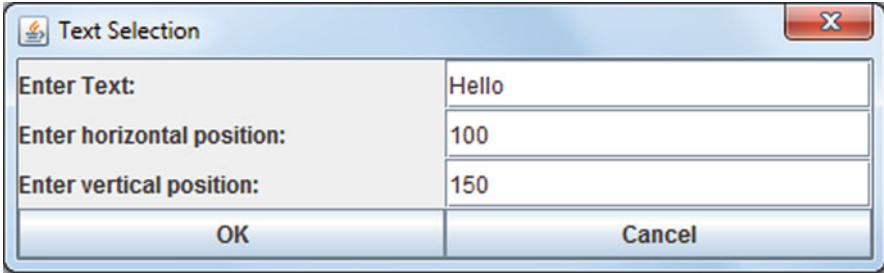 Text Selection
Enter Text: Hello
Enter horizontal position: 100
Enter vertical position: 150
OK Cancel